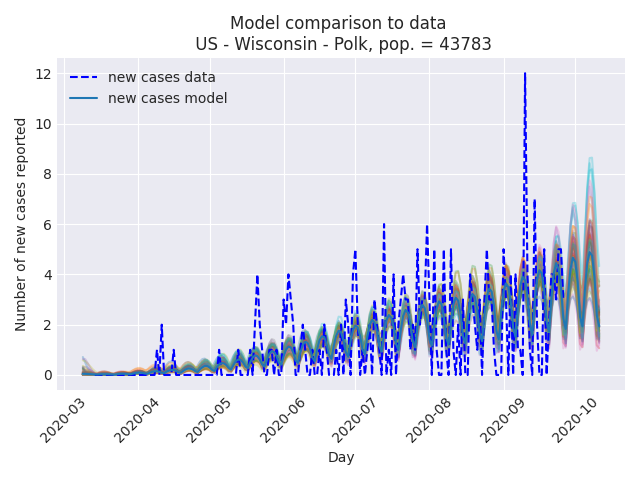 Model comparison to data
US - Wisconsin - Polk, pop. = 43783
new cases data
new cases model
Number of new cases reported
12
10
8
6
4
2
0
2020-03
2020-04
2020-05
2020-06
2020-07
2020-08
2020-09
2020-10
Day